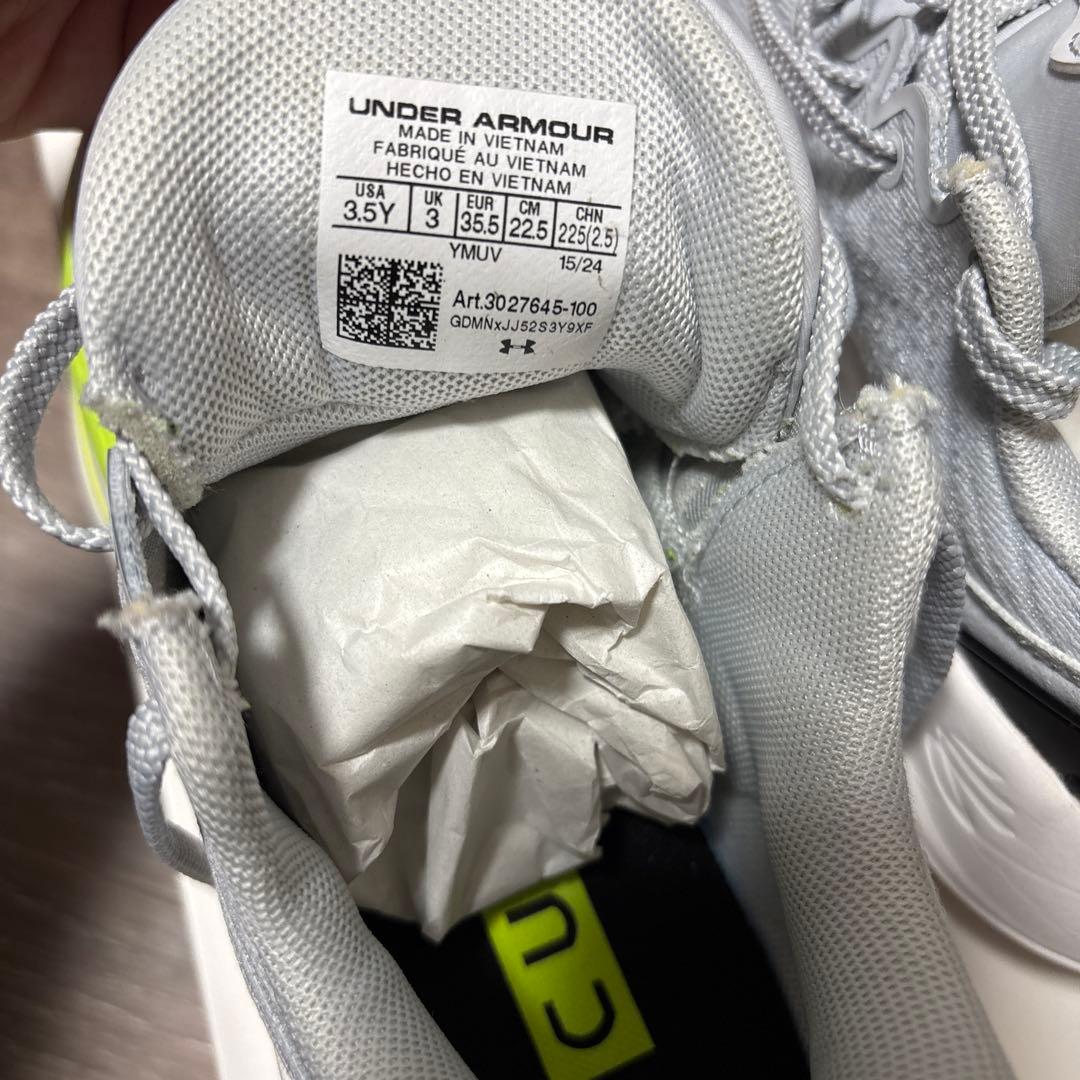 UNDER ARMOUR
MADE IN VIETNAM
FABRIQUÉ AU VIETNAM
HECHO EN VIETNAM
USA UK EUR CM CHN
3.5Y 3 35.5 22.5 225(2.5)
YMUV 15/24
Art.3027645-100
GDMNxJJ52S3Y9XF